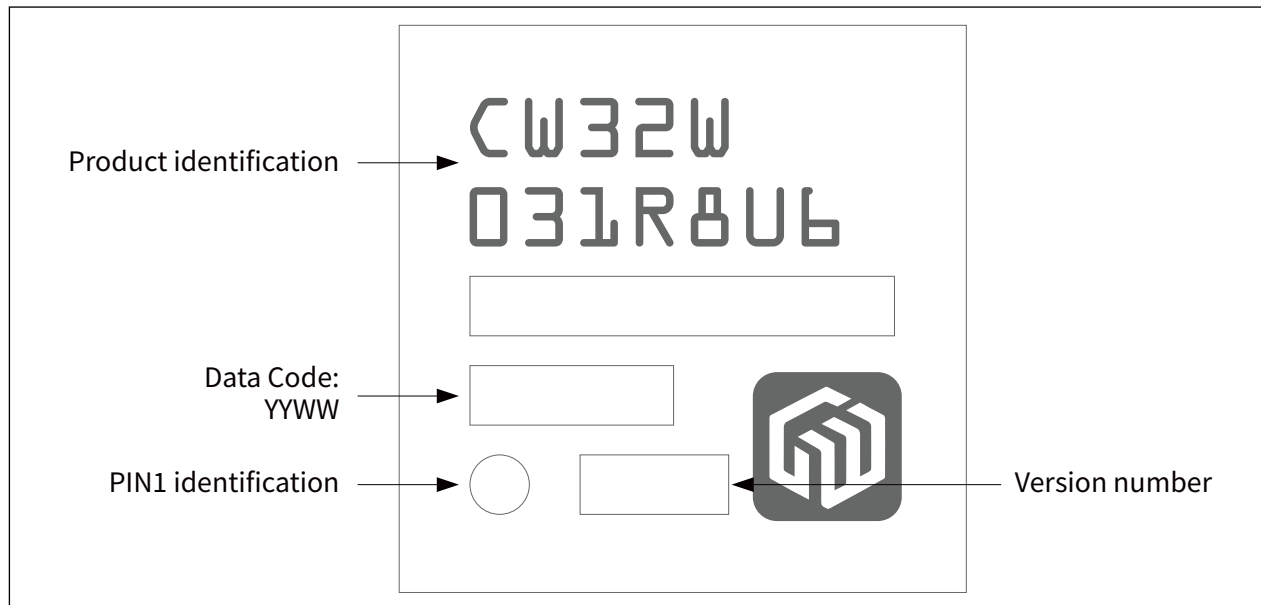 CW32W
Product identification
031R8U6
Data Code:
YYWW
PIN1 identification
Version number